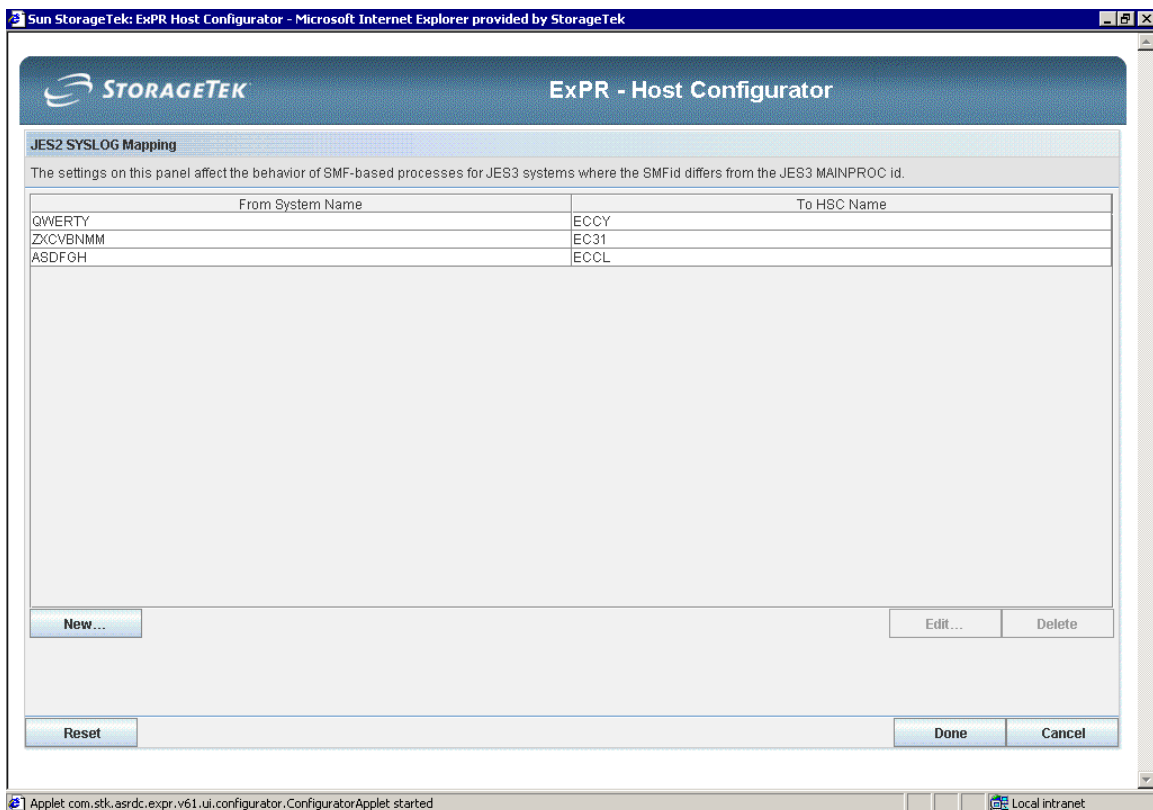 Sun StorageTek: ExPR Host Configurator - Microsoft Internet Explorer provided by StorageTek
STORAGETEK
ExPR - Host Configurator
JES2 SYSLOG Mapping
The settings on this panel affect the behavior of SMF-based processes for JES3 systems where the SMFid differs from the JES3 MAINPROC id.
From System Name To HSC Name
QWERTY ECCY
ZXCVBNMM EC31
ASDFGH ECCL
New... Edit... Delete
Reset Done Cancel
Applet com.stk.asrdc.expr.v61.ui.configurator.ConfiguratorApplet started Local intranet